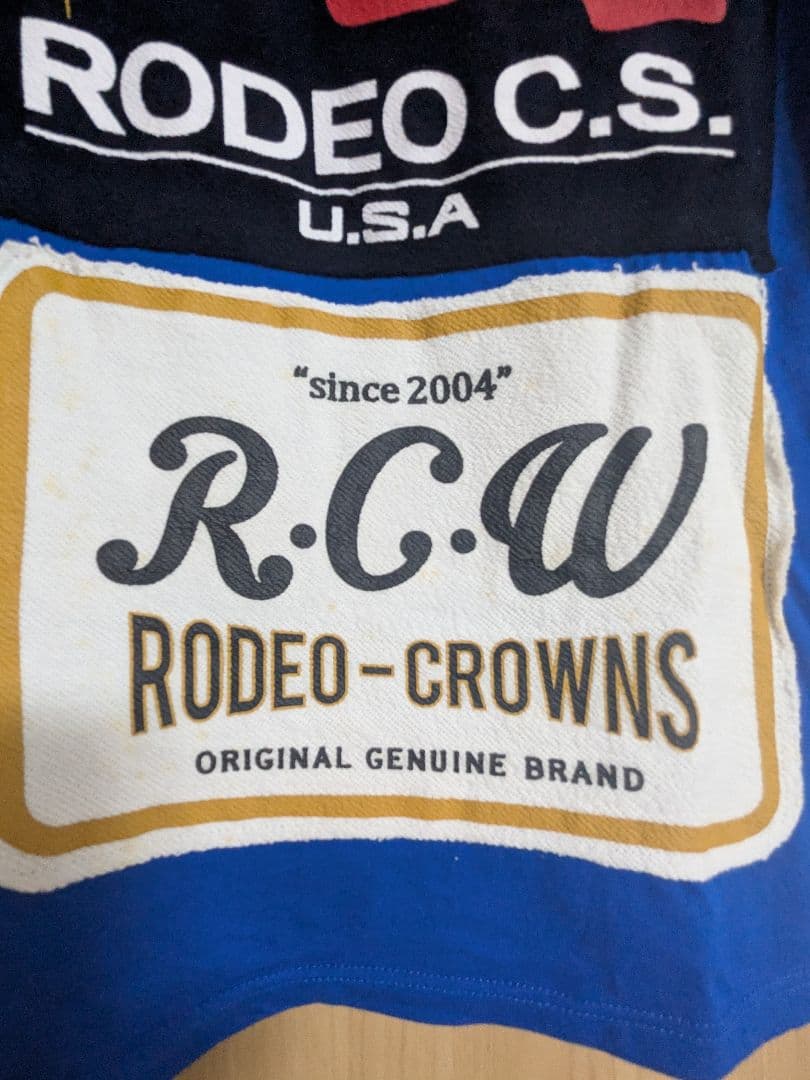 RODEO C.S.
U.S.A
“since 2004”
R.C.W
RODEO-CROWNS
ORIGINAL GENUINE BRAND